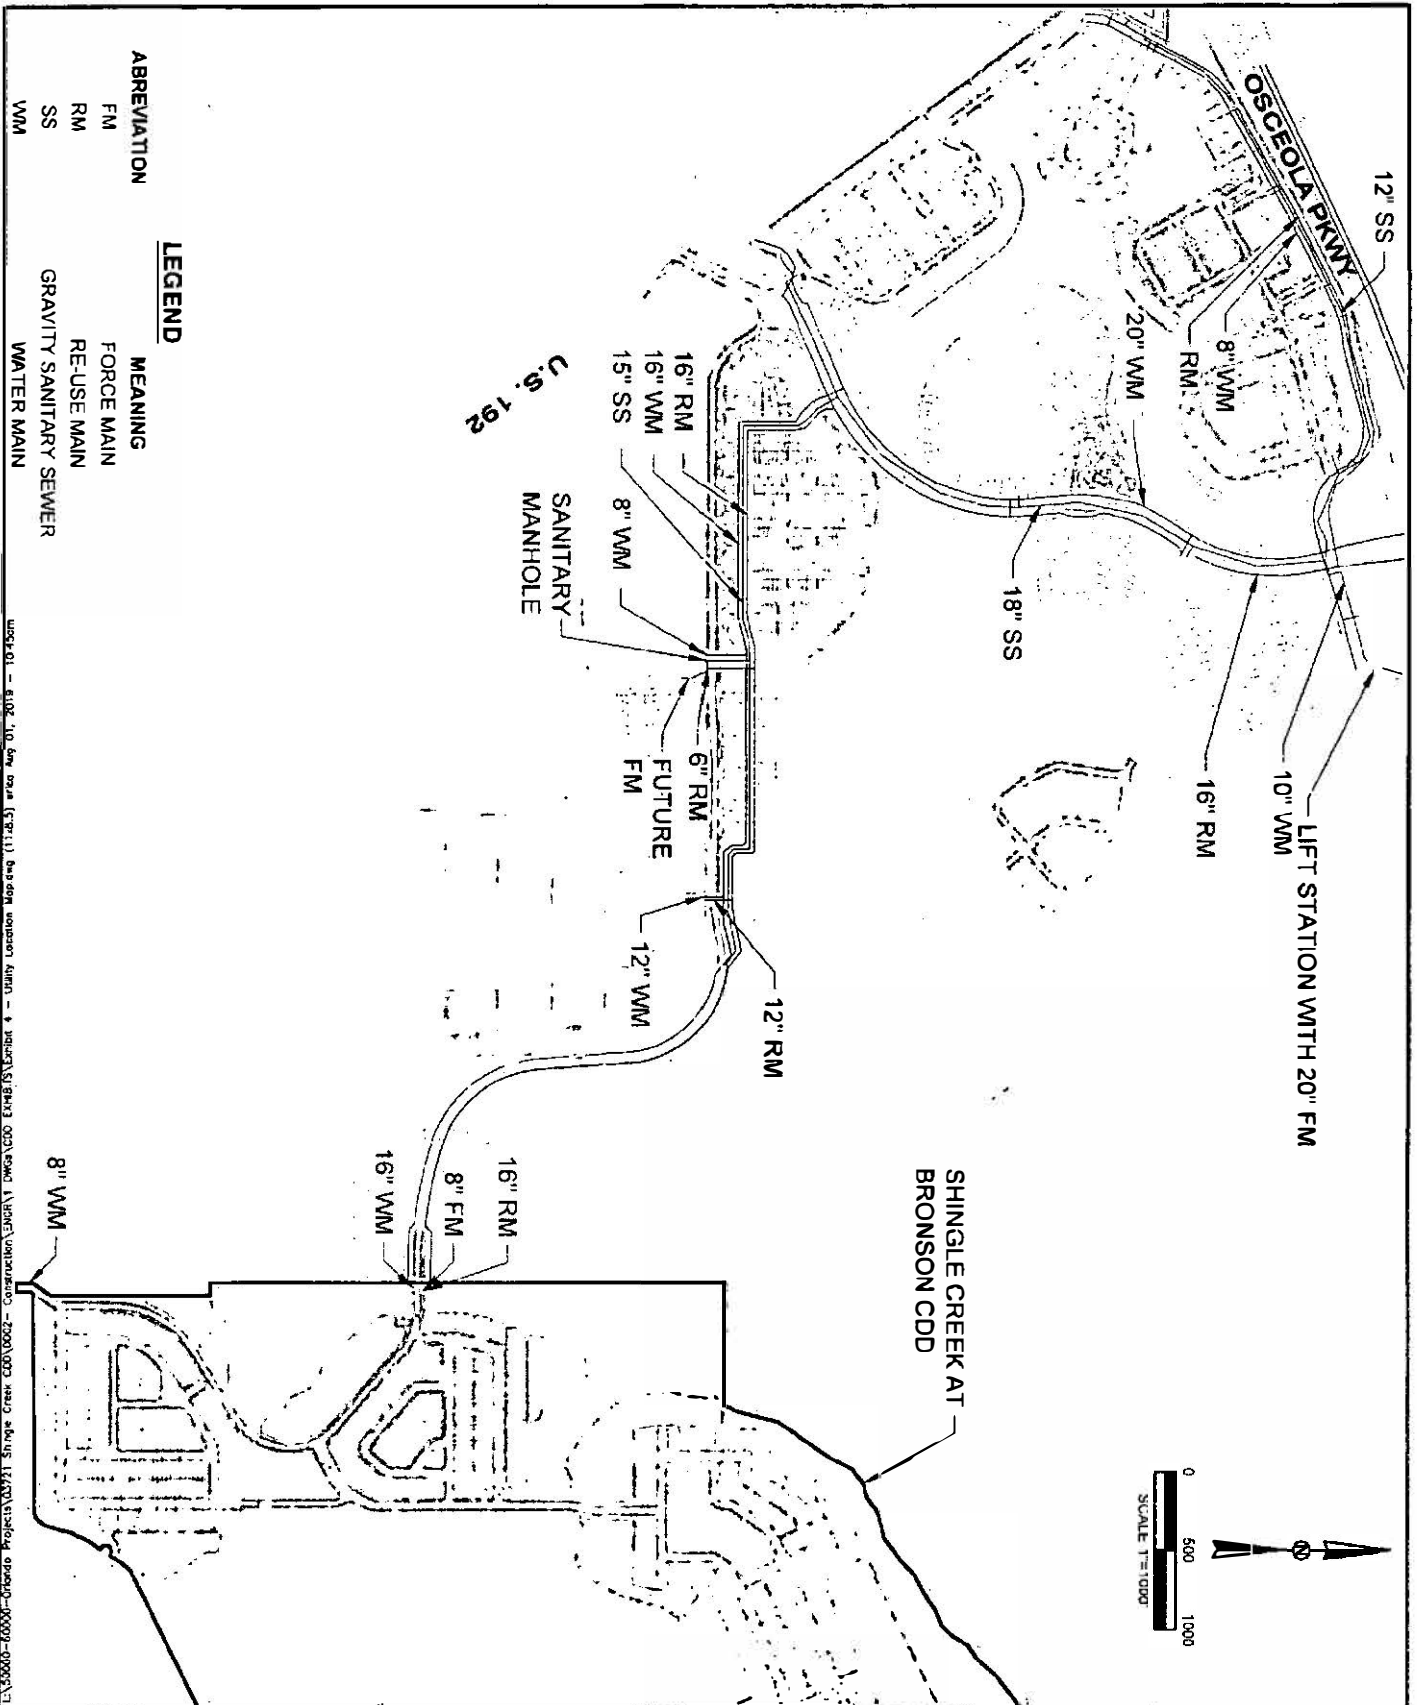 12" SS
OSCEOLA PKWY
8" WM
RM
20" WM
LIFT STATION WITH 20" FM
10" WM
16" RM
18" SS
16" RM
16" WM
15" SS
U.S. 192
8" WM
SANITARY
MANHOLE
6" RM
FUTURE
FM
12" RM
12" WM
16" RM
8" FM
16" WM
8" WM
SHINGLE CREEK AT
BRONSON CDD
N
0 500 1000
SCALE 1"=1000'
LEGEND
ABREVIATION MEANING
FM FORCE MAIN
RM RE-USE MAIN
SS GRAVITY SANITARY SEWER
WM WATER MAIN